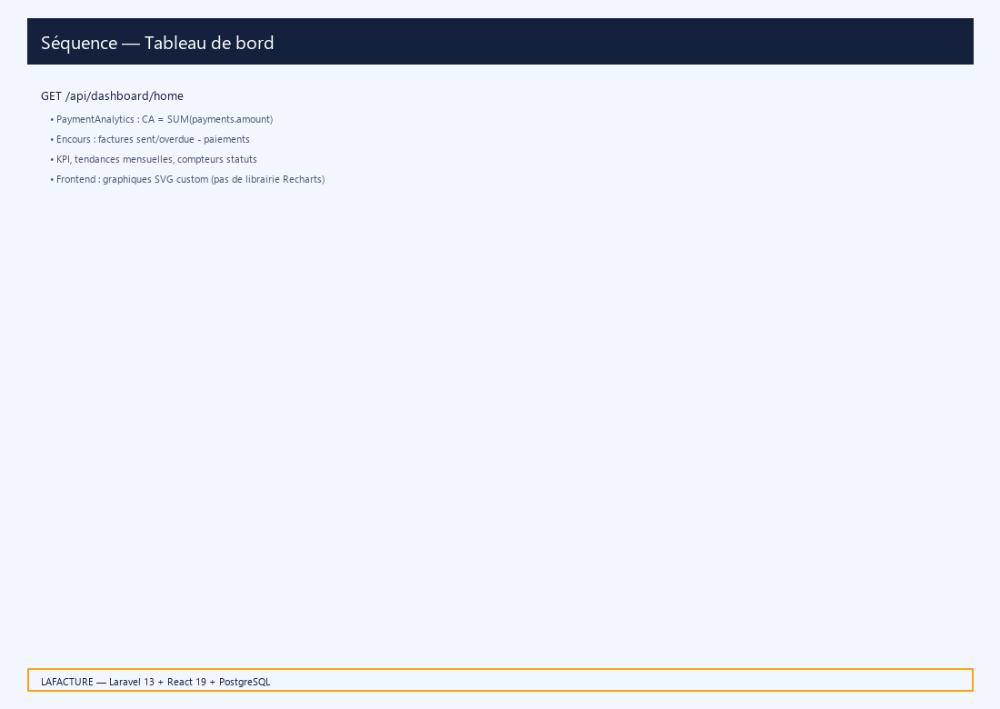 Séquence — Tableau de bord
GET /api/dashboard/home
• PaymentAnalytics : CA = SUM(payments.amount)
• Encours : factures sent/overdue - paiements
• KPI, tendances mensuelles, compteurs statuts
• Frontend : graphiques SVG custom (pas de librairie Recharts)
LAFACTURE — Laravel 13 + React 19 + PostgreSQL